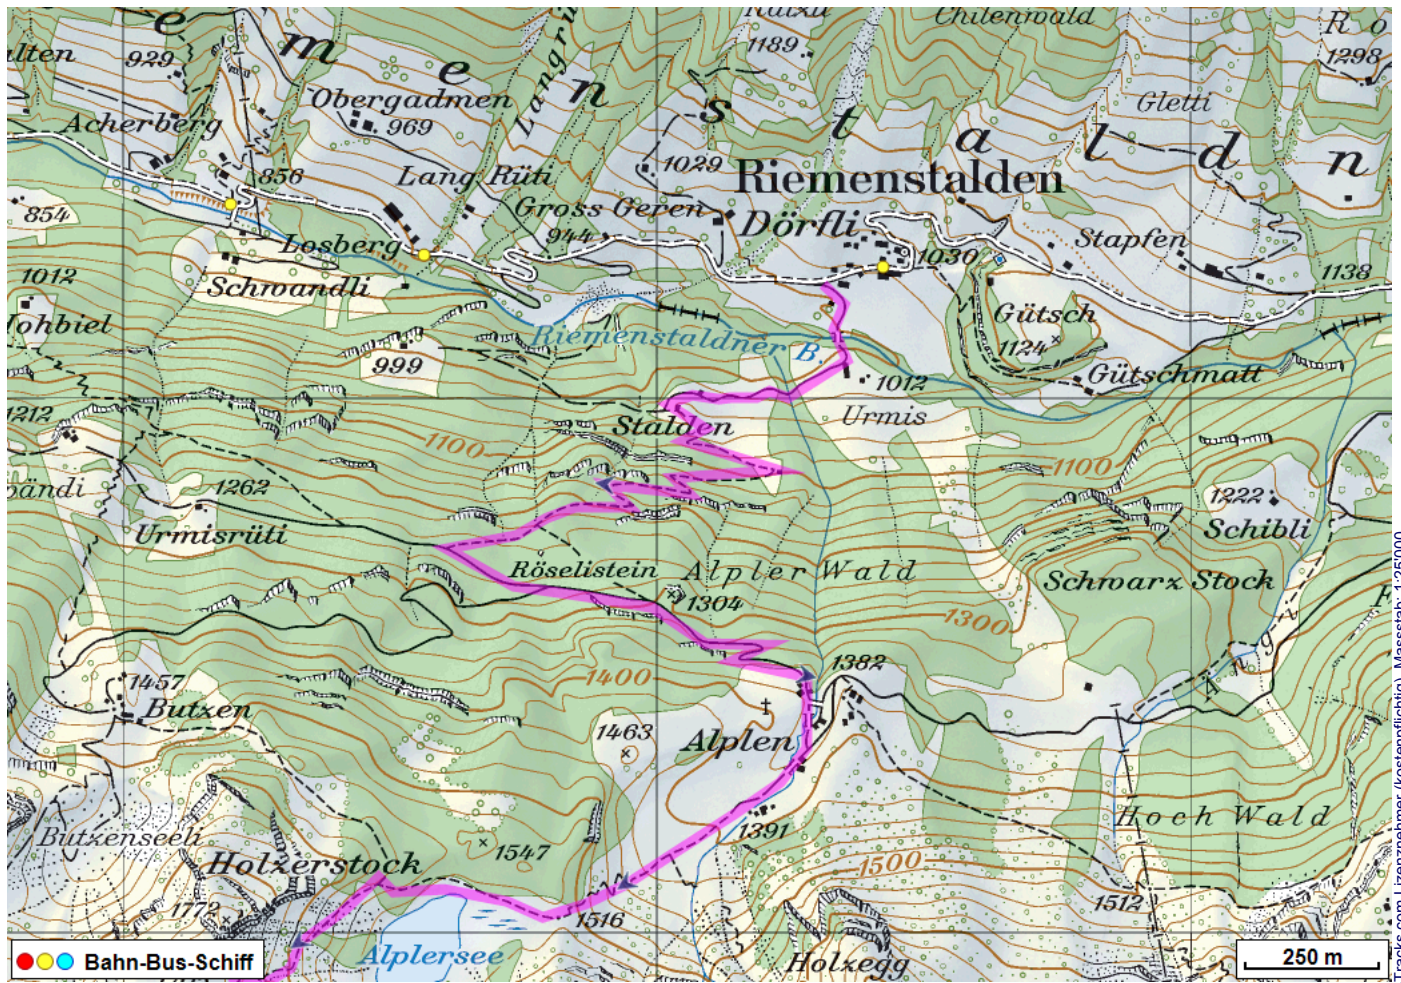 Chilenwald
1189
1298
929
e
m
e
n
s
t
a
l
d
n
Obergadmen
969
Gletti
Acherberg
856
Lang Rüti
1029
Riemenstalden
854
Gross Geren
944
Dörfli
Losberg
1030
Stapfen
1012
Schwandli
1138
Gütsch
Riemenstaldner B.
1124
999
1012
Gütschmatt
1212
Urmis
Stalden
1100
1100
1262
1222
Urmisrüti
Schibli
Röselistein
Alpler Wald
Schwarz Stock
1304
1300
1382
1400
1457
Butzen
1463
Alplen
1391
Hoch Wald
Butzenseeli
1547
Holzerstock
1500
1772
1516
1512
Alplersee
Holzegg
Bahn-Bus-Schiff
250 m